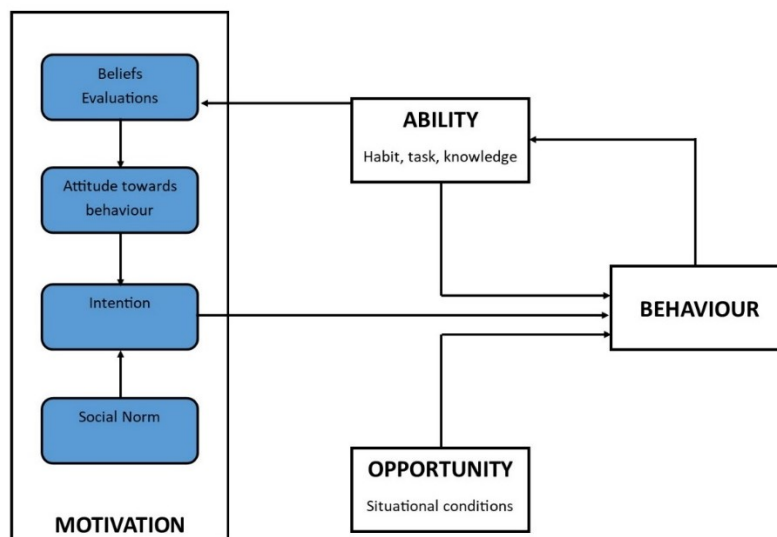 Beliefs
Evaluations
Attitude towards
behaviour
Intention
Social Norm
MOTIVATION
ABILITY
Habit, task, knowledge
OPPORTUNITY
Situational conditions
BEHAVIOUR